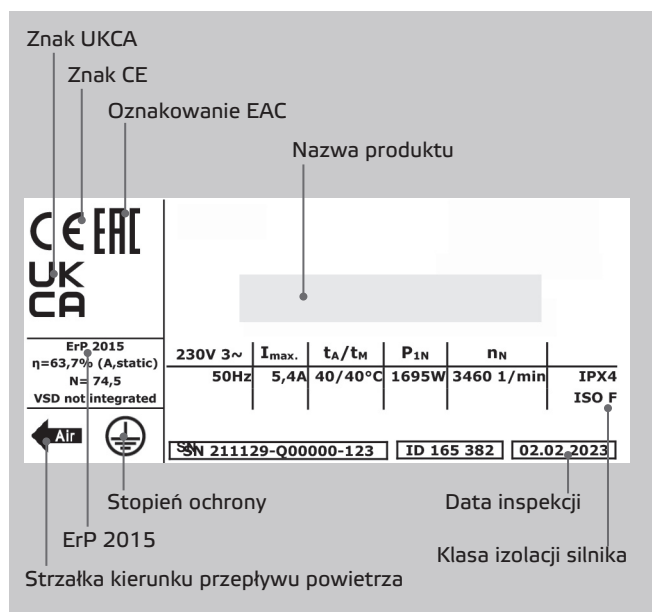 Znak UKCA
Znak CE
Oznakowanie EAC
Nazwa produktu
CE EAC
UK
CA
ErP 2015
η=63,7% (A,static)
N= 74,5
VSD not integrated
230V 3~ Imax. tA/tM P1N nN
50Hz 5,4A 40/40°C 1695W 3460 1/min IPX4
ISO F
Air
SN SN 211129-Q00000-123 ID 165 382 02.02.2023
Stopień ochrony
Data inspekcji
ErP 2015
Klasa izolacji silnika
Strzałka kierunku przepływu powietrza